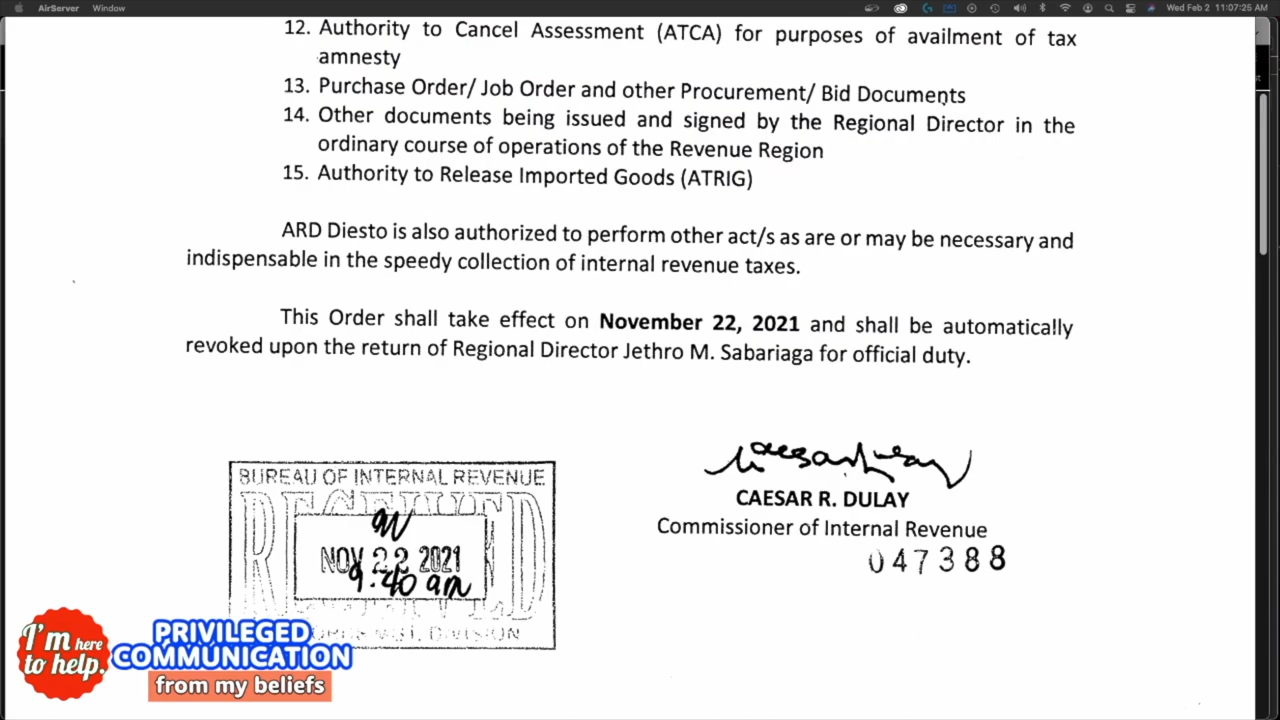 AirServer Window Wed Feb 2 11:07:25 AM
12. Authority to Cancel Assessment (ATCA) for purposes of availment of tax
amnesty
13. Purchase Order/ Job Order and other Procurement/ Bid Documents
14. Other documents being issued and signed by the Regional Director in the
ordinary course of operations of the Revenue Region
15. Authority to Release Imported Goods (ATRIG)
ARD Diesto is also authorized to perform other act/s as are or may be necessary and
indispensable in the speedy collection of internal revenue taxes.
This Order shall take effect on November 22, 2021 and shall be automatically
revoked upon the return of Regional Director Jethro M. Sabariaga for official duty.
CAESAR R. DULAY
Commissioner of Internal Revenue
047388
BUREAU OF INTERNAL REVENUE
RECEIVED
NOV 22 2021
9:40 am
DIVISION
I'm here
to help.
PRIVILEGED
COMMUNICATION
from my beliefs